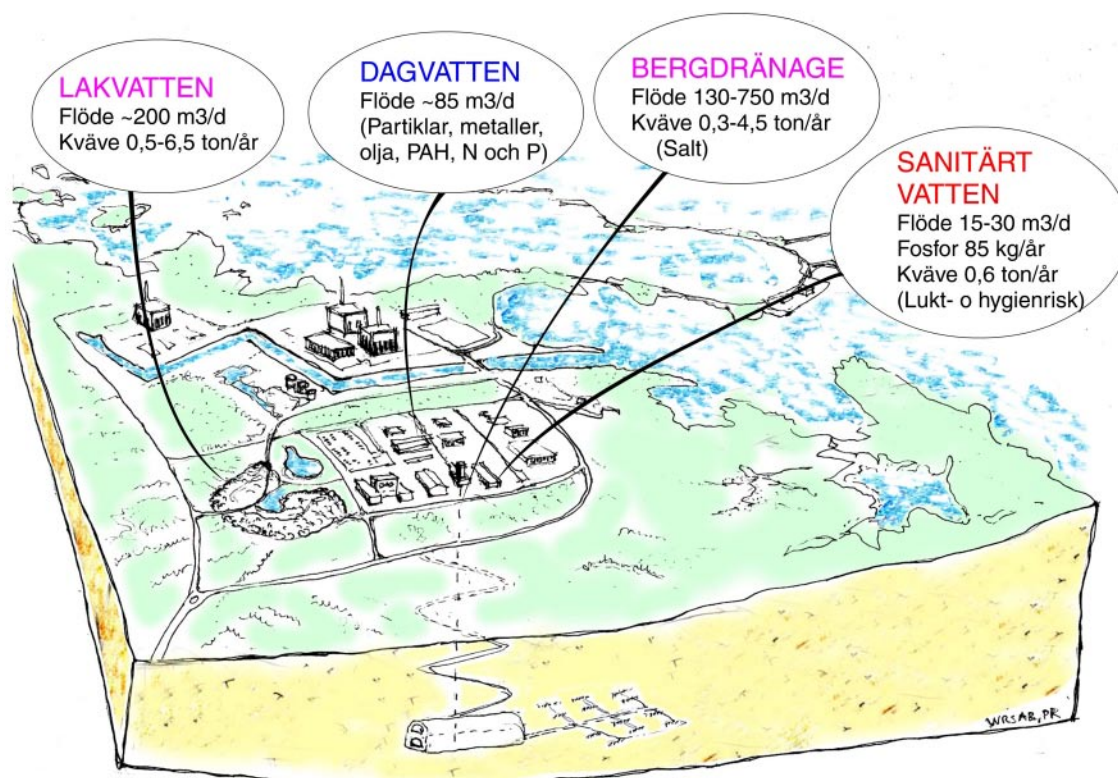 LAKVATTEN
Flöde ~200 m3/d
Kväve 0,5-6,5 ton/år
DAGVATTEN
Flöde ~85 m3/d
(Partiklar, metaller,
olja, PAH, N och P)
BERGDRÄNAGE
Flöde 130-750 m3/d
Kväve 0,3-4,5 ton/år
(Salt)
SANITÄRT
VATTEN
Flöde 15-30 m3/d
Fosfor 85 kg/år
Kväve 0,6 ton/år
(Lukt- o hygienrisk)
WRSAB, PR